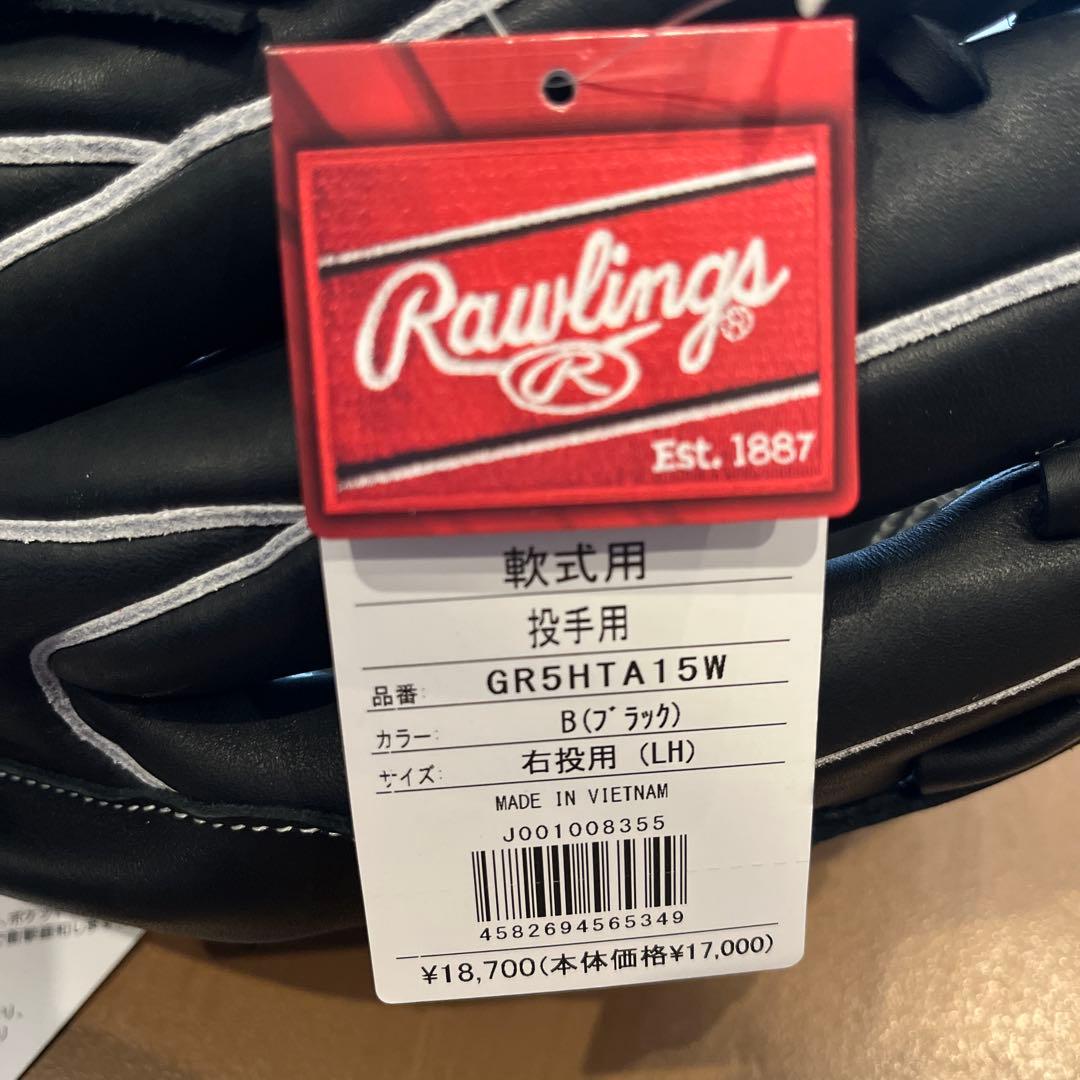 Rawlings®
R
Est. 1887
軟式用
投手用
品番: GR5HTA15W
カラー: B(ブラック)
サイズ: 右投用 (LH)
MADE IN VIETNAM
J001008355
4582694565349
¥18,700(本体価格¥17,000)